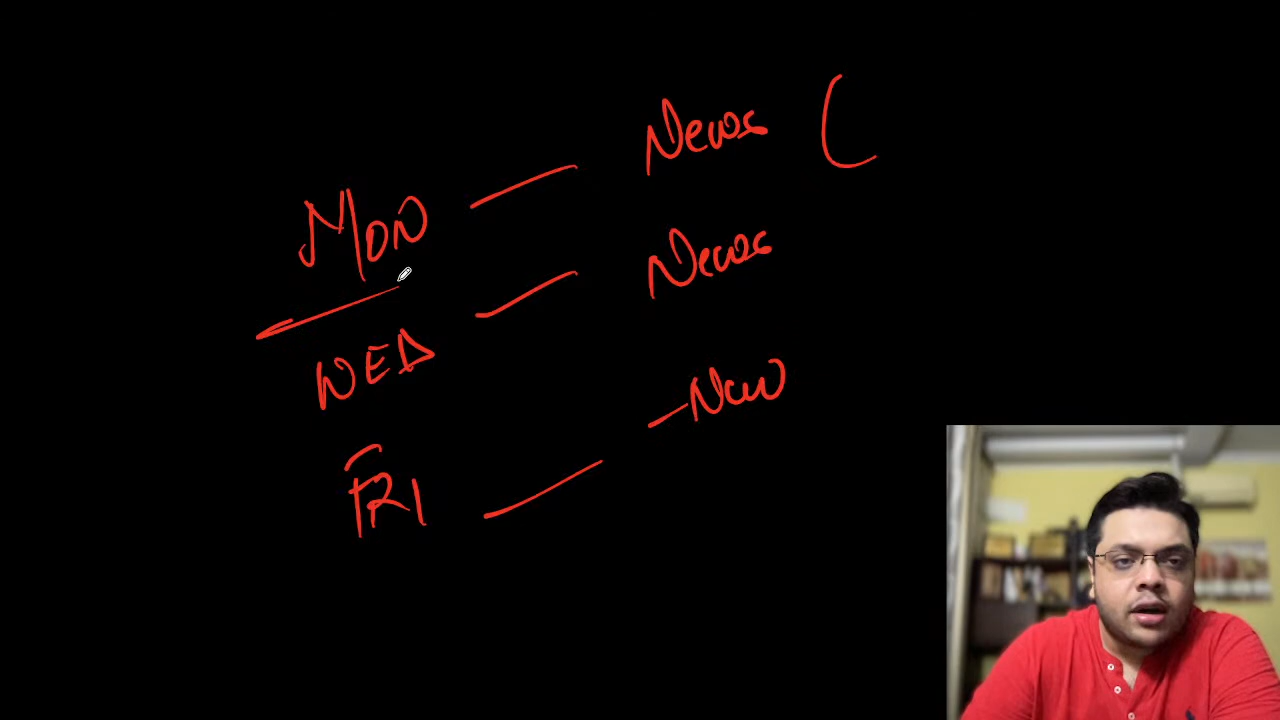 MON — News (
WED — News
FRI — New